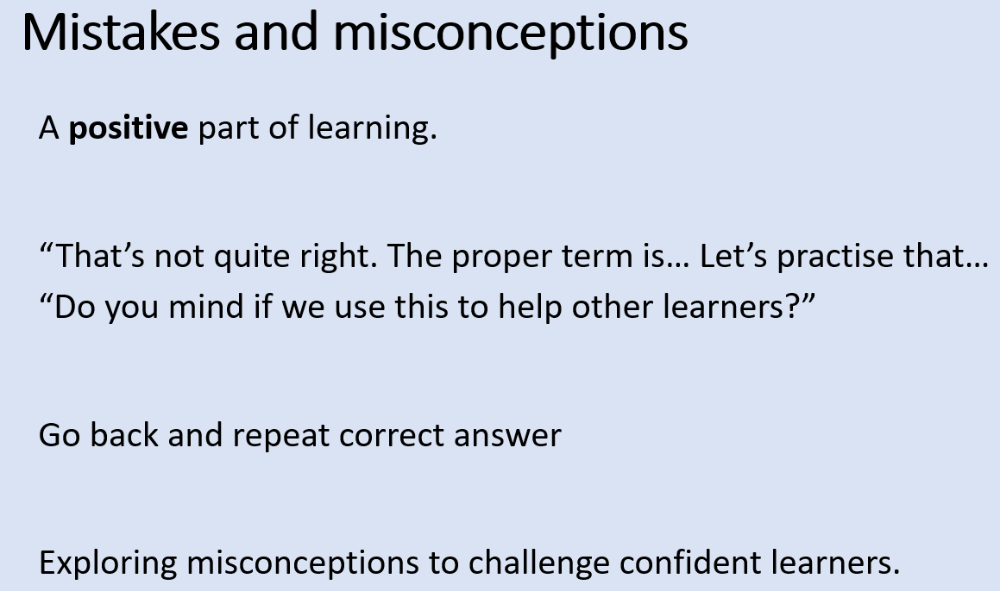 Mistakes and misconceptions
A positive part of learning.
“That’s not quite right. The proper term is… Let’s practise that…
“Do you mind if we use this to help other learners?”
Go back and repeat correct answer
Exploring misconceptions to challenge confident learners.